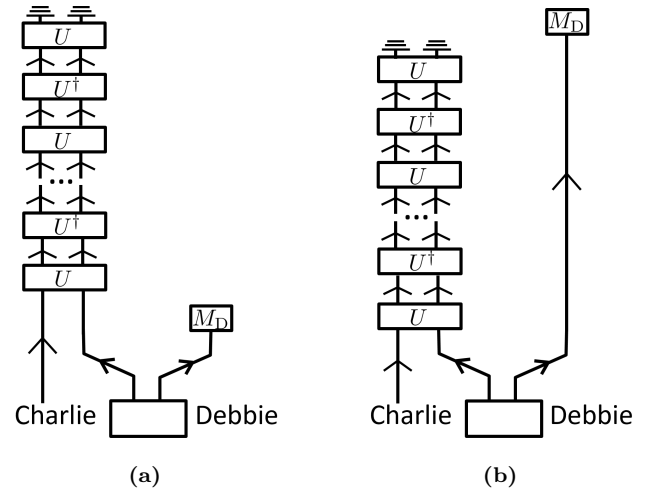 U
U†
U
...
U†
U
M_D
Charlie
Debbie
(a)
M_D
U
U†
U
...
U†
U
Charlie
Debbie
(b)